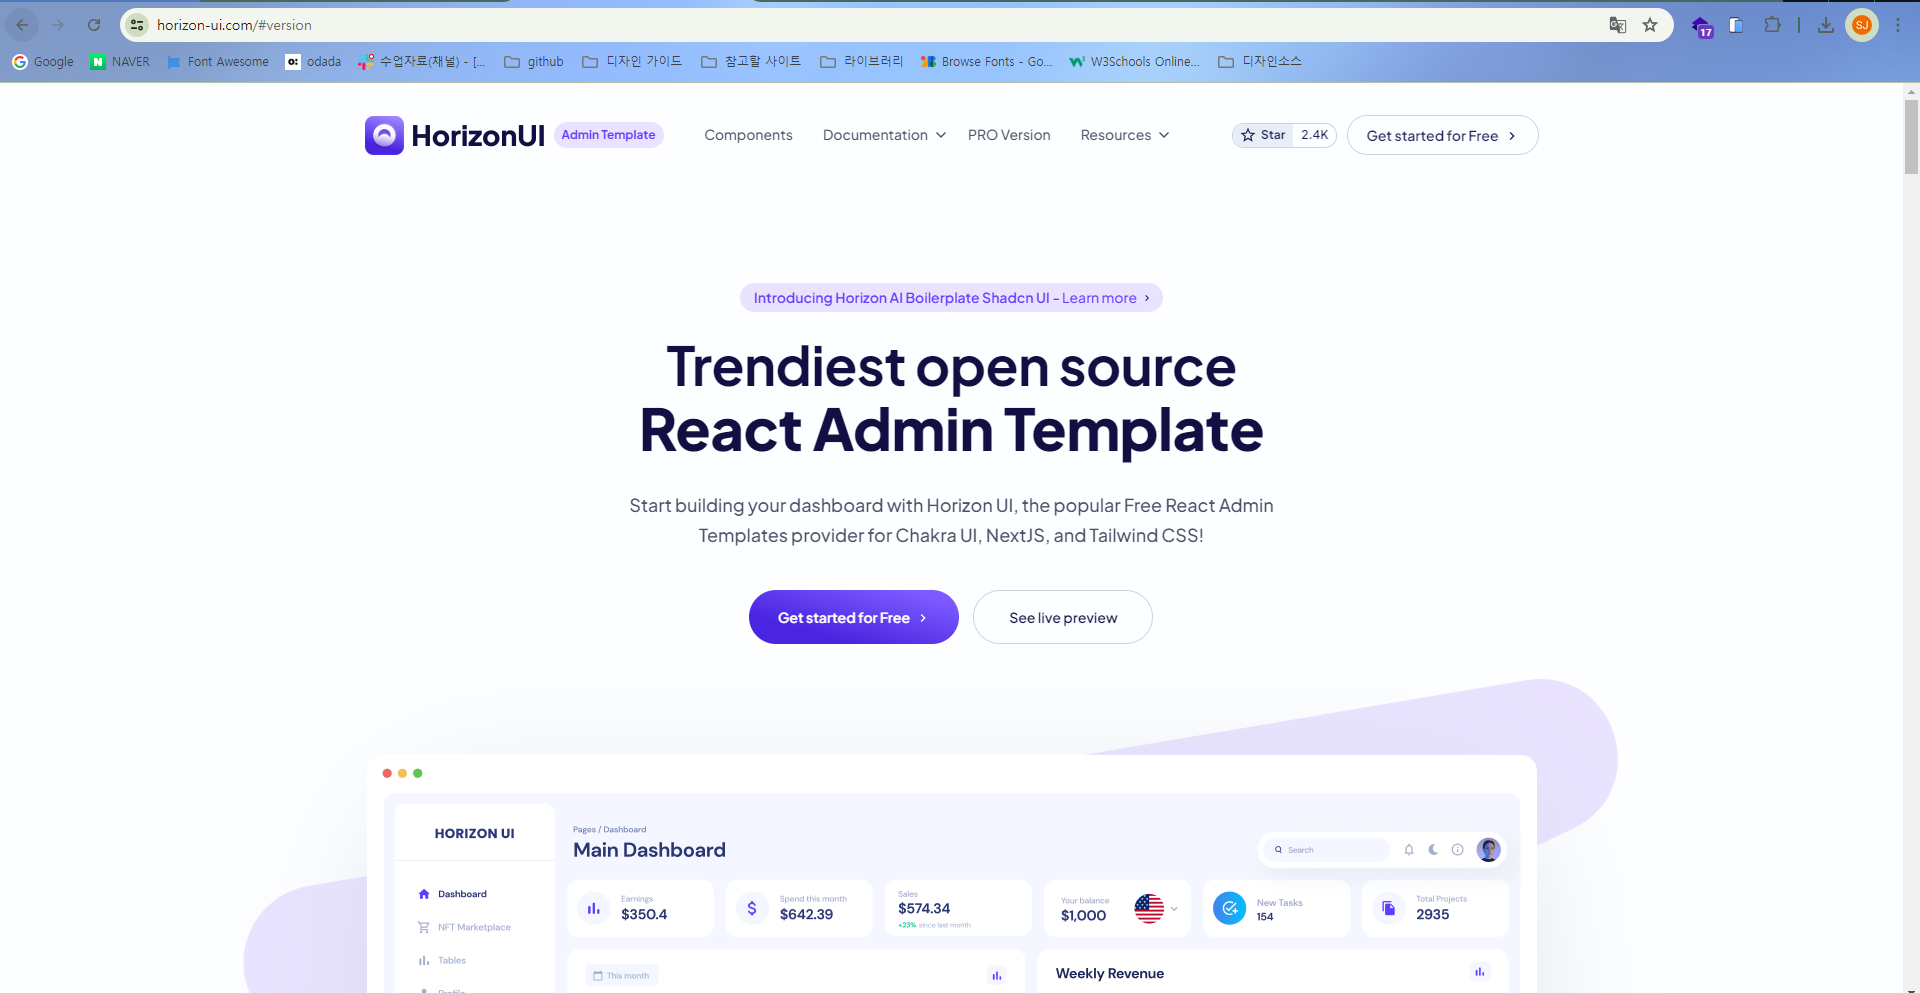 horizon-ui.com/#version
17
SJ
Google
NAVER
Font Awesome
odada
수업자료(채널) - [...
github
디자인 가이드
참고할 사이트
라이브러리
Browse Fonts - Go...
W3Schools Online...
디자인소스
HorizonUI
Admin Template
Components
Documentation
PRO Version
Resources
Star
2.4K
Get started for Free
Introducing Horizon AI Boilerplate Shadcn UI - Learn more
Trendiest open source
React Admin Template
Start building your dashboard with Horizon UI, the popular Free React Admin
Templates provider for Chakra UI, NextJS, and Tailwind CSS!
Get started for Free
See live preview
HORIZON UI
Pages / Dashboard
Main Dashboard
Search
Dashboard
NFT Marketplace
Tables
Profile
Earnings
$350.4
Spend this month
$642.39
Sales
$574.34
+23% since last month
Your balance
$1,000
New Tasks
154
Total Projects
2935
This month
Weekly Revenue